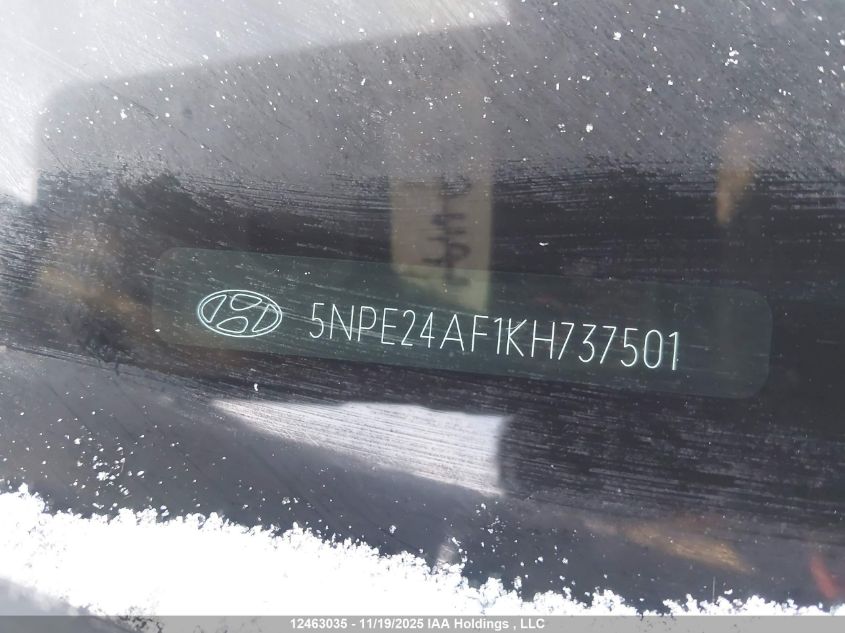 5NPE24AF1KH737501
12463035 - 11/19/2025 IAA Holdings , LLC